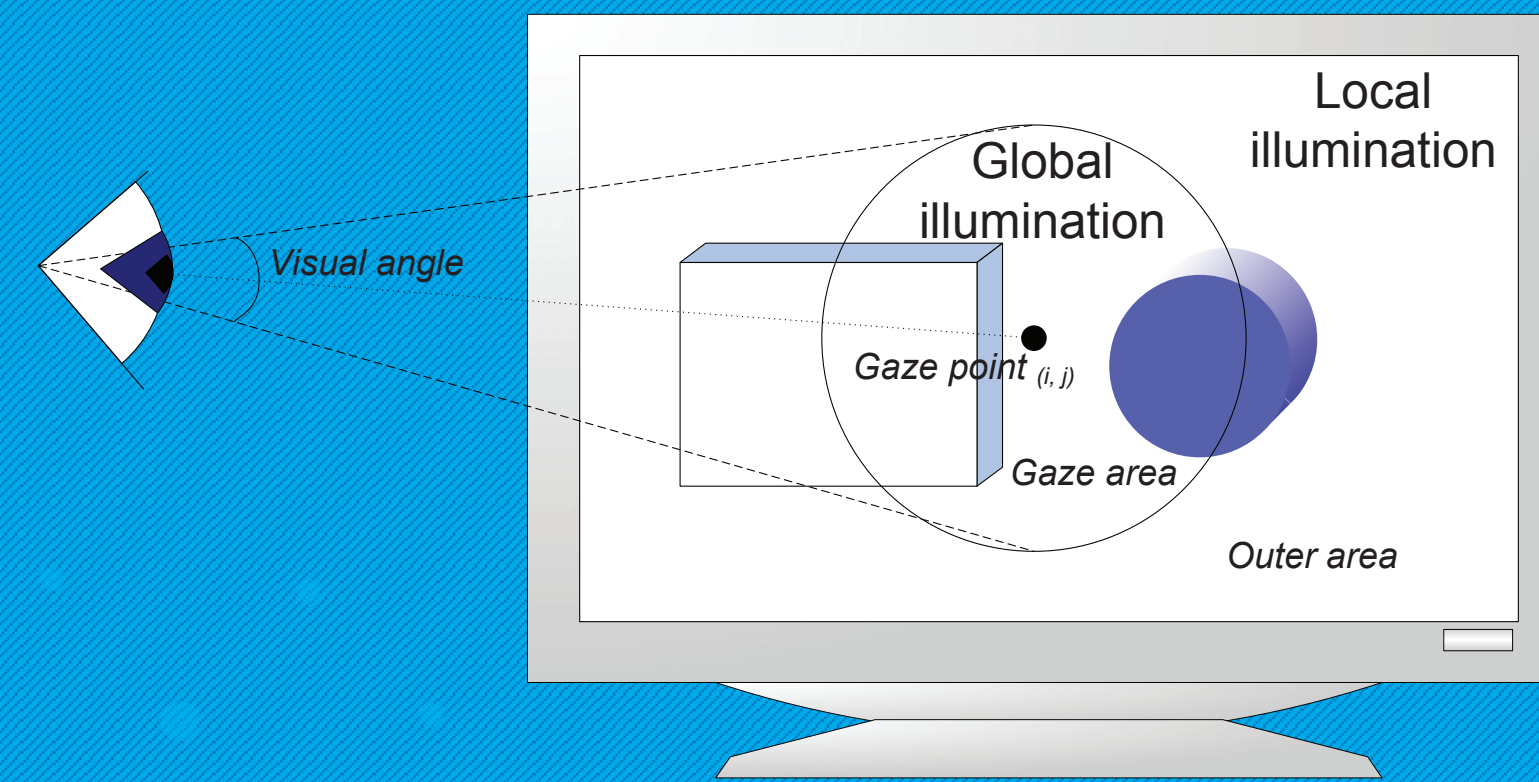 Local
illumination
Global
illumination
Visual angle
Gaze point (i, j)
Gaze area
Outer area